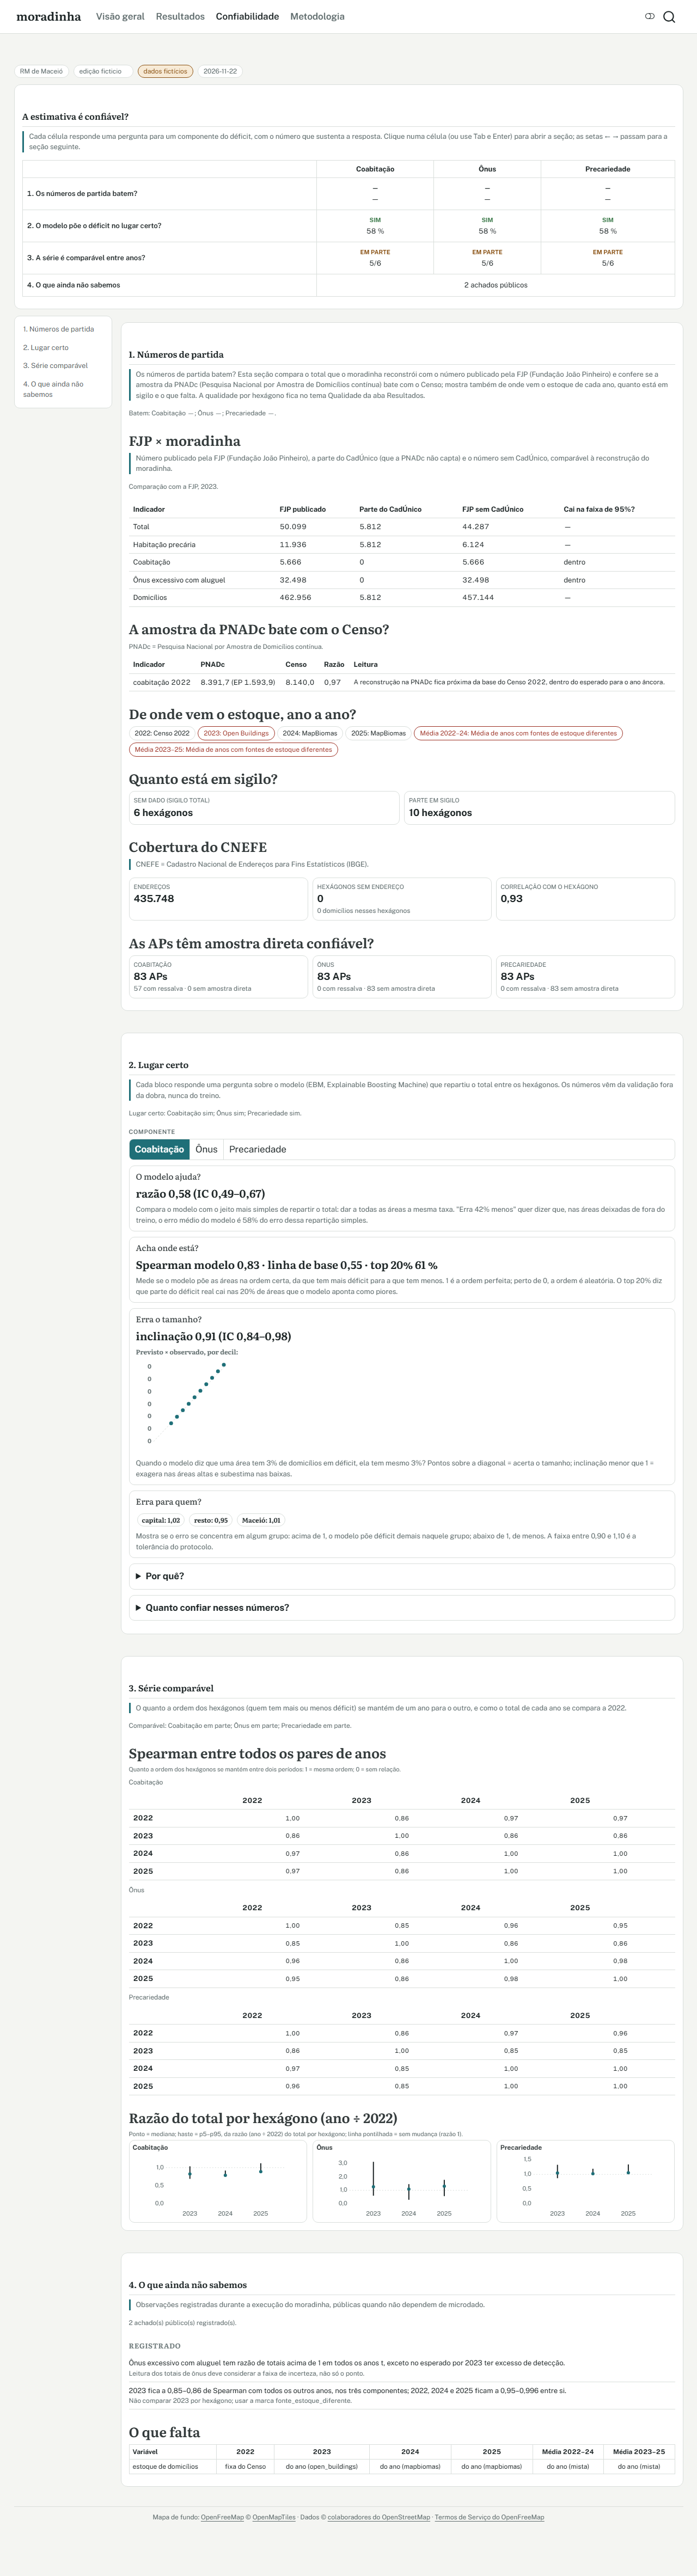 moradinha Visão geral Resultados Confiabilidade Metodologia
RM de Maceió edição fictício dados fictícios 2026-11-22
A estimativa é confiável?
Cada célula responde uma pergunta para um componente do déficit, com o número que sustenta a resposta. Clique numa célula (ou use Tab e Enter) para abrir a seção; as setas ← → passam para a
seção seguinte.
Coabitação Ônus Precariedade
1. Os números de partida batem? — — —
— — —
2. O modelo põe o déficit no lugar certo? SIM SIM SIM
58 % 58 % 58 %
3. A série é comparável entre anos? EM PARTE EM PARTE EM PARTE
5/6 5/6 5/6
4. O que ainda não sabemos 2 achados públicos
1. Números de partida
2. Lugar certo
3. Série comparável
4. O que ainda não
sabemos
1. Números de partida
Os números de partida batem? Esta seção compara o total que o moradinha reconstrói com o número publicado pela FJP (Fundação João Pinheiro) e confere se a
amostra da PNADc (Pesquisa Nacional por Amostra de Domicílios contínua) bate com o Censo; mostra também de onde vem o estoque de cada ano, quanto está em
sigilo e o que falta. A qualidade por hexágono fica no tema Qualidade da aba Resultados.
Batem: Coabitação —; Ônus —; Precariedade —.
FJP × moradinha
Número publicado pela FJP (Fundação João Pinheiro), a parte do CadÚnico (que a PNADc não capta) e o número sem CadÚnico, comparável à reconstrução do
moradinha.
Comparação com a FJP, 2023.
Indicador FJP publicado Parte do CadÚnico FJP sem CadÚnico Cai na faixa de 95%?
Total 50.099 5.812 44.287 —
Habitação precária 11.936 5.812 6.124 —
Coabitação 5.666 0 5.666 dentro
Ônus excessivo com aluguel 32.498 0 32.498 dentro
Domicílios 462.956 5.812 457.144 —
A amostra da PNADc bate com o Censo?
PNADc = Pesquisa Nacional por Amostra de Domicílios contínua.
Indicador PNADc Censo Razão Leitura
coabitação 2022 8.391,7 (EP 1.593,9) 8.140,0 0,97 A reconstrução na PNADc fica próxima da base do Censo 2022, dentro do esperado para o ano âncora.
De onde vem o estoque, ano a ano?
2022: Censo 2022 2023: Open Buildings 2024: MapBiomas 2025: MapBiomas Média 2022–24: Média de anos com fontes de estoque diferentes
Média 2023–25: Média de anos com fontes de estoque diferentes
Quanto está em sigilo?
SEM DADO (SIGILO TOTAL) PARTE EM SIGILO
6 hexágonos 10 hexágonos
Cobertura do CNEFE
CNEFE = Cadastro Nacional de Endereços para Fins Estatísticos (IBGE).
ENDEREÇOS HEXÁGONOS SEM ENDEREÇO CORRELAÇÃO COM O HEXÁGONO
435.748 0 0,93
0 domicílios nesses hexágonos
As APs têm amostra direta confiável?
COABITAÇÃO ÔNUS PRECARIEDADE
83 APs 83 APs 83 APs
57 com ressalva · 0 sem amostra direta 0 com ressalva · 83 sem amostra direta 0 com ressalva · 83 sem amostra direta
2. Lugar certo
Cada bloco responde uma pergunta sobre o modelo (EBM, Explainable Boosting Machine) que repartiu o total entre os hexágonos. Os números vêm da validação fora
da dobra, nunca do treino.
Lugar certo: Coabitação sim; Ônus sim; Precariedade sim.
COMPONENTE
Coabitação Ônus Precariedade
O modelo ajuda?
razão 0,58 (IC 0,49–0,67)
Compara o modelo com o jeito mais simples de repartir o total: dar a todas as áreas a mesma taxa. "Erra 42% menos" quer dizer que, nas áreas deixadas de fora do
treino, o erro médio do modelo é 58% do erro dessa repartição simples.
Acha onde está?
Spearman modelo 0,83 · linha de base 0,55 · top 20% 61 %
Mede se o modelo põe as áreas na ordem certa, da que tem mais déficit para a que tem menos. 1 é a ordem perfeita; perto de 0, a ordem é aleatória. O top 20% diz
que parte do déficit real cai nas 20% de áreas que o modelo aponta como piores.
Erra o tamanho?
inclinação 0,91 (IC 0,84–0,98)
Previsto × observado, por decil:
0
0
0
0
0
0
0
Quando o modelo diz que uma área tem 3% de domicílios em déficit, ela tem mesmo 3%? Pontos sobre a diagonal = acerta o tamanho; inclinação menor que 1 =
exagera nas áreas altas e subestima nas baixas.
Erra para quem?
capital: 1,02 resto: 0,95 Maceió: 1,01
Mostra se o erro se concentra em algum grupo: acima de 1, o modelo põe déficit demais naquele grupo; abaixo de 1, de menos. A faixa entre 0,90 e 1,10 é a
tolerância do protocolo.
Por quê?
Quanto confiar nesses números?
3. Série comparável
O quanto a ordem dos hexágonos (quem tem mais ou menos déficit) se mantém de um ano para o outro, e como o total de cada ano se compara a 2022.
Comparável: Coabitação em parte; Ônus em parte; Precariedade em parte.
Spearman entre todos os pares de anos
Quanto a ordem dos hexágonos se mantém entre dois períodos: 1 = mesma ordem; 0 = sem relação.
Coabitação
2022 2023 2024 2025
2022 1,00 0,86 0,97 0,97
2023 0,86 1,00 0,86 0,86
2024 0,97 0,86 1,00 1,00
2025 0,97 0,86 1,00 1,00
Ônus
2022 2023 2024 2025
2022 1,00 0,85 0,96 0,95
2023 0,85 1,00 0,86 0,86
2024 0,96 0,86 1,00 0,98
2025 0,95 0,86 0,98 1,00
Precariedade
2022 2023 2024 2025
2022 1,00 0,86 0,97 0,96
2023 0,86 1,00 0,85 0,85
2024 0,97 0,85 1,00 1,00
2025 0,96 0,85 1,00 1,00
Razão do total por hexágono (ano ÷ 2022)
Ponto = mediana; haste = p5–p95, da razão (ano ÷ 2022) do total por hexágono; linha pontilhada = sem mudança (razão 1).
Coabitação
1,0
0,5
0,0
2023 2024 2025
Ônus
3,0
2,0
1,0
0,0
2023 2024 2025
Precariedade
1,5
1,0
0,5
0,0
2023 2024 2025
4. O que ainda não sabemos
Observações registradas durante a execução do moradinha, públicas quando não dependem de microdado.
2 achado(s) público(s) registrado(s).
REGISTRADO
Ônus excessivo com aluguel tem razão de totais acima de 1 em todos os anos t, exceto no esperado por 2023 ter excesso de detecção.
Leitura dos totais de ônus deve considerar a faixa de incerteza, não só o ponto.
2023 fica a 0,85–0,86 de Spearman com todos os outros anos, nos três componentes; 2022, 2024 e 2025 ficam a 0,95–0,996 entre si.
Não comparar 2023 por hexágono; usar a marca fonte_estoque_diferente.
O que falta
Variável 2022 2023 2024 2025 Média 2022–24 Média 2023–25
estoque de domicílios fixa do Censo do ano (open_buildings) do ano (mapbiomas) do ano (mapbiomas) do ano (mista) do ano (mista)
Mapa de fundo: OpenFreeMap © OpenMapTiles · Dados © colaboradores do OpenStreetMap · Termos de Serviço do OpenFreeMap